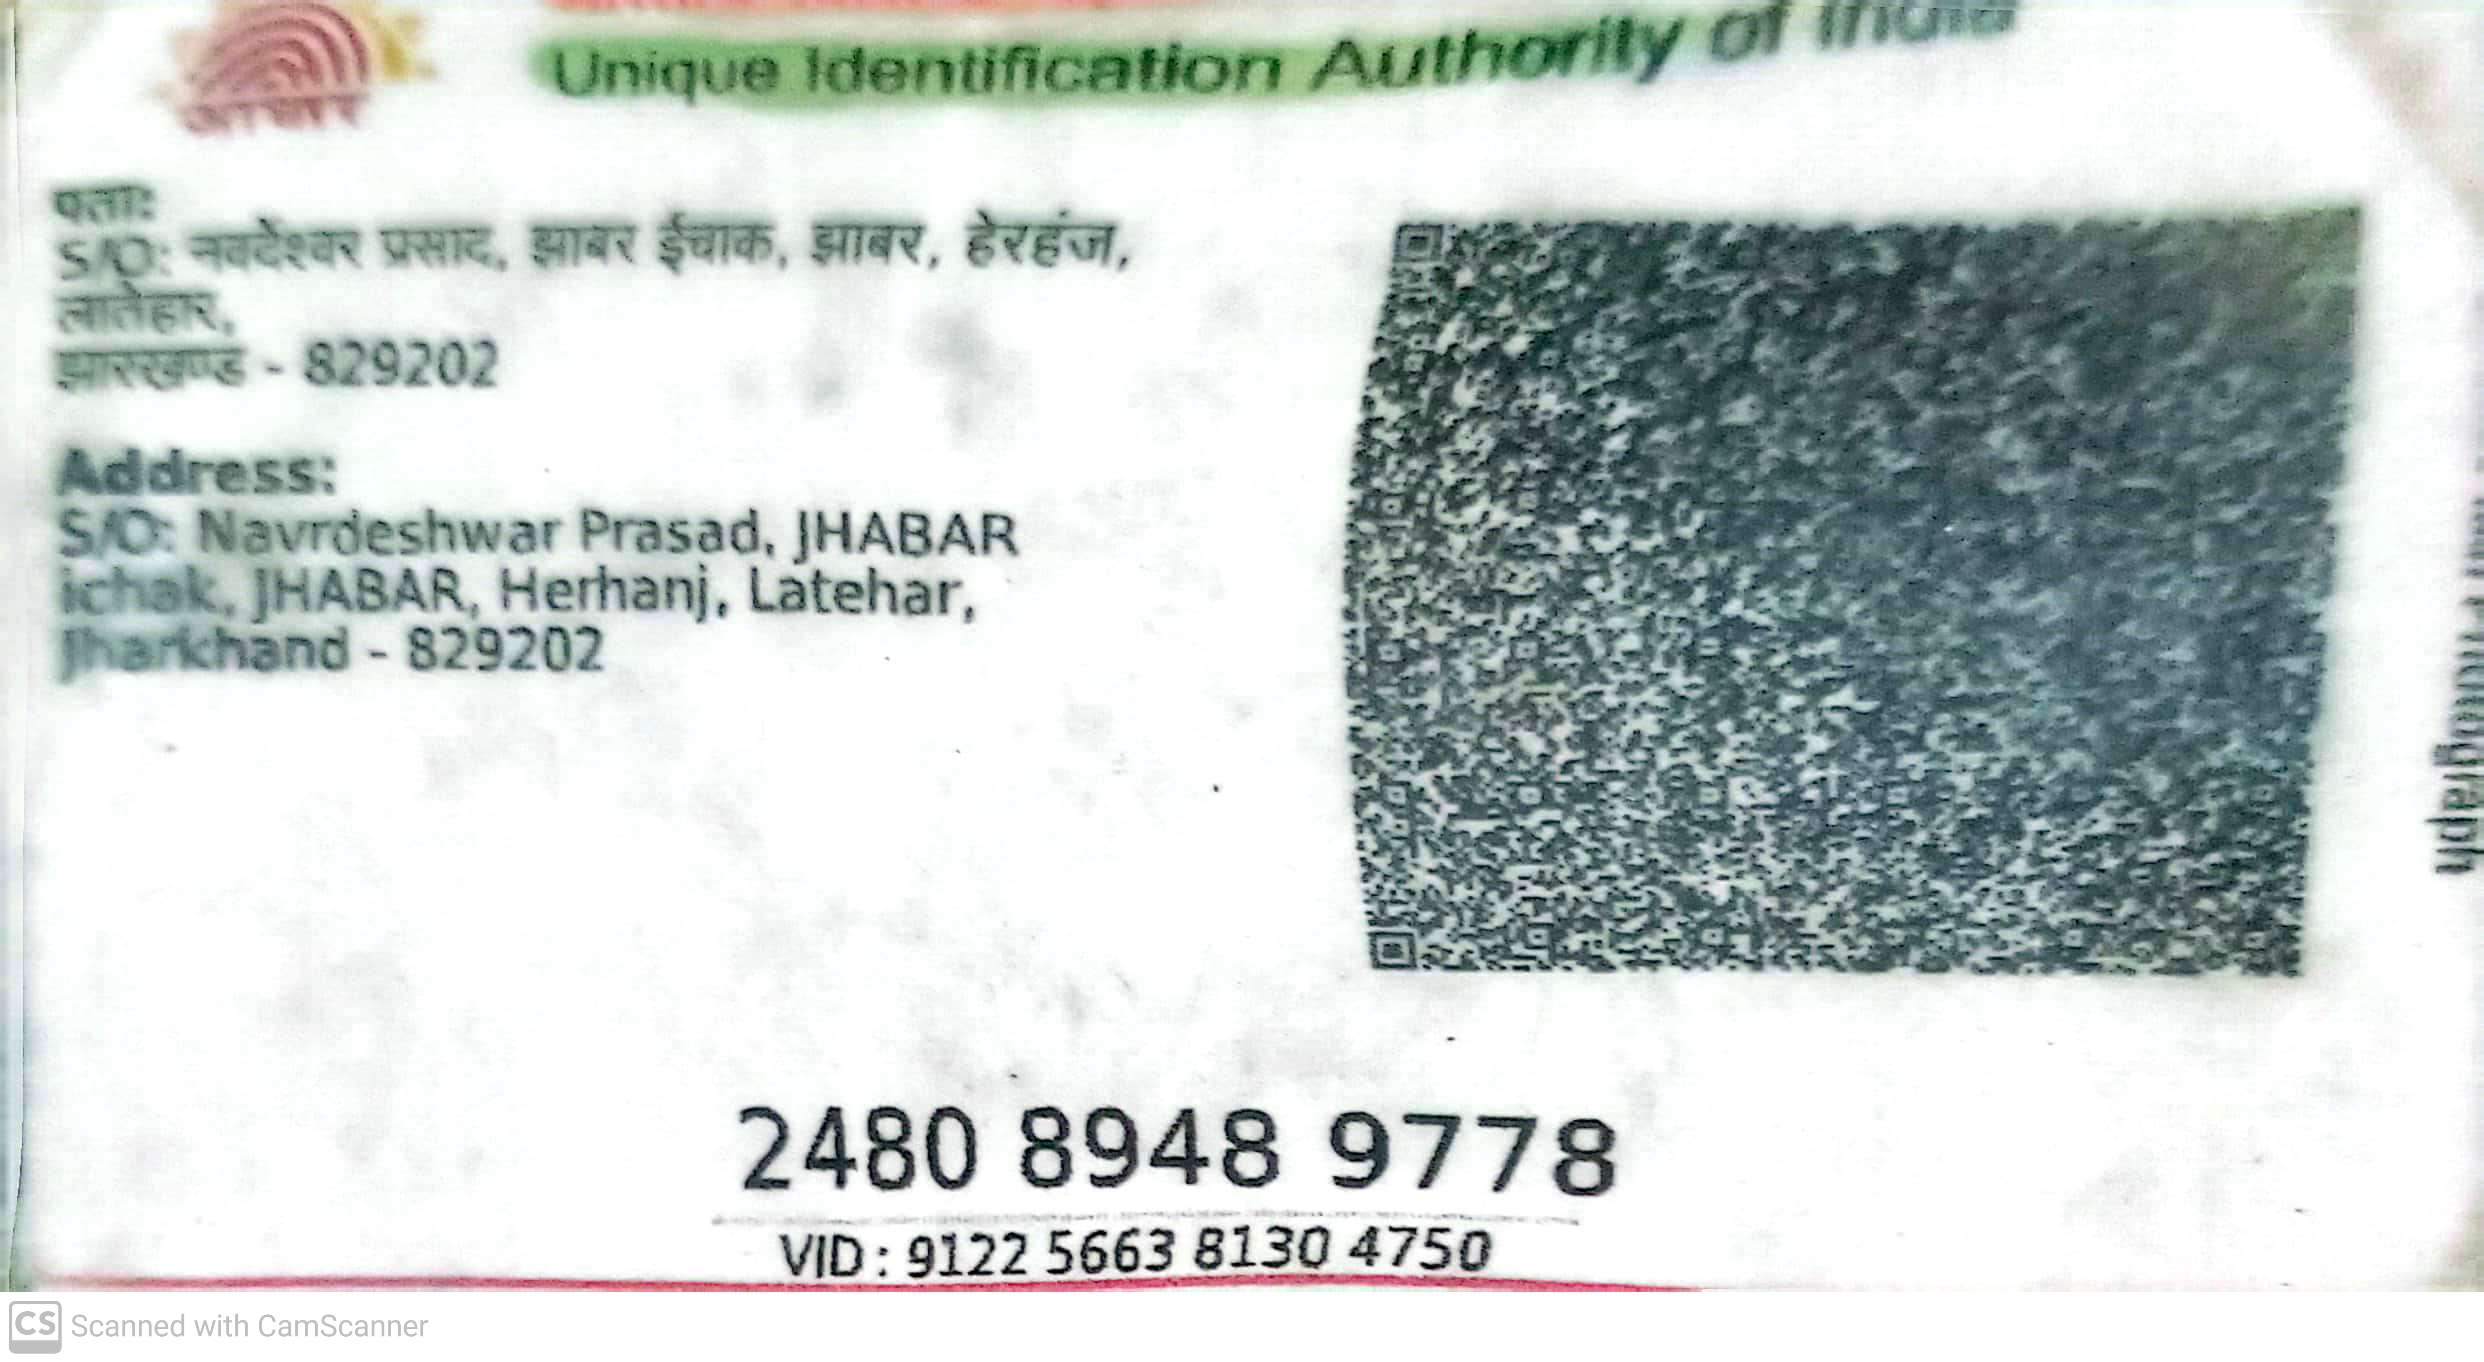 Unique Identification Authority of India
पता:
S/O: नवर्देश्वर प्रसाद, झाबर ईचाक, झाबर, हेरहंज,
लातेहार,
झारखण्ड - 829202
Address:
S/O: Navrdeshwar Prasad, JHABAR
ichak, JHABAR, Herhanj, Latehar,
Jharkhand - 829202
2480 8948 9778
VID : 9122 5663 8130 4750
CS Scanned with CamScanner